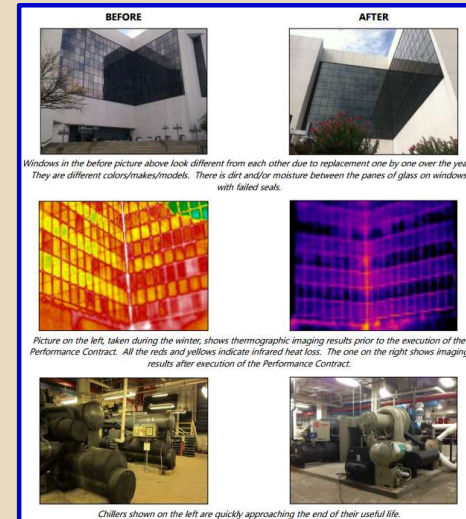 BEFORE
AFTER
Windows in the before picture above look different from each other due to replacement one by one over the yea
They are different colors/makes/models. There is dirt and/or moisture between the panes of glass on windows
with failed seals.
Picture on the left, taken during the winter, shows thermographic imaging results prior to the execution of the
Performance Contract. All the reds and yellows indicate infrared heat loss. The one on the right shows imaging
results after execution of the Performance Contract.
Chillers shown on the left are quickly approaching the end of their useful life.